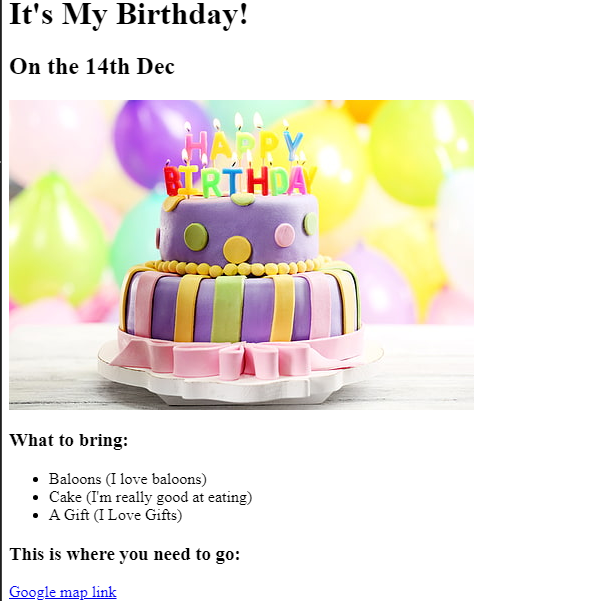 It's My Birthday!
On the 14th Dec
HAPPY
BIRTHDAY
What to bring:
Baloons (I love baloons)
Cake (I'm really good at eating)
A Gift (I Love Gifts)
This is where you need to go:
Google map link